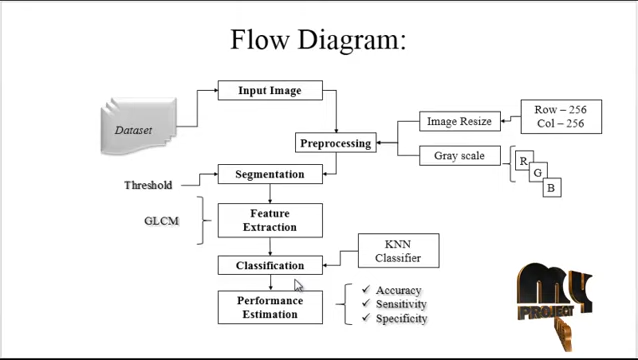 Flow Diagram:
Input Image
Dataset
Row – 256
Col – 256
Image Resize
Preprocessing
Gray scale
R
G
B
Segmentation
Threshold
Feature
Extraction
GLCM
KNN
Classifier
Classification
Performance
Estimation
✓ Accuracy
✓ Sensitivity
✓ Specificity
MY
PROJECT